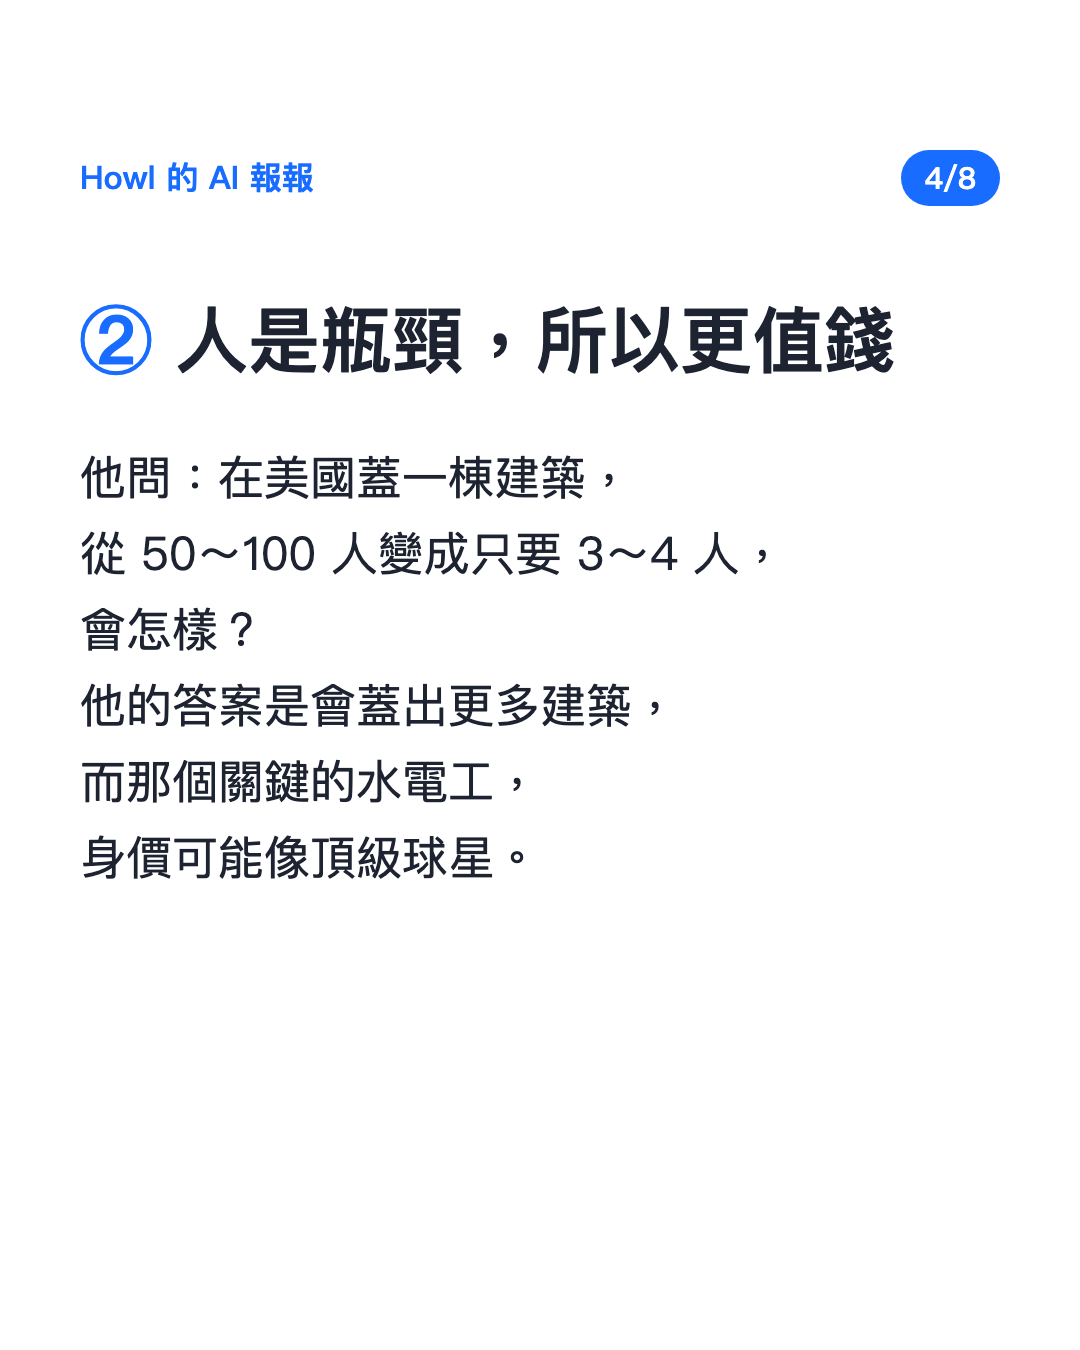 Howl 的 AI 報報
4/8
② 人是瓶頸，所以更值錢
他問：在美國蓋一棟建築，
從 50～100 人變成只要 3～4 人，
會怎樣？
他的答案是會蓋出更多建築，
而那個關鍵的水電工，
身價可能像頂級球星。